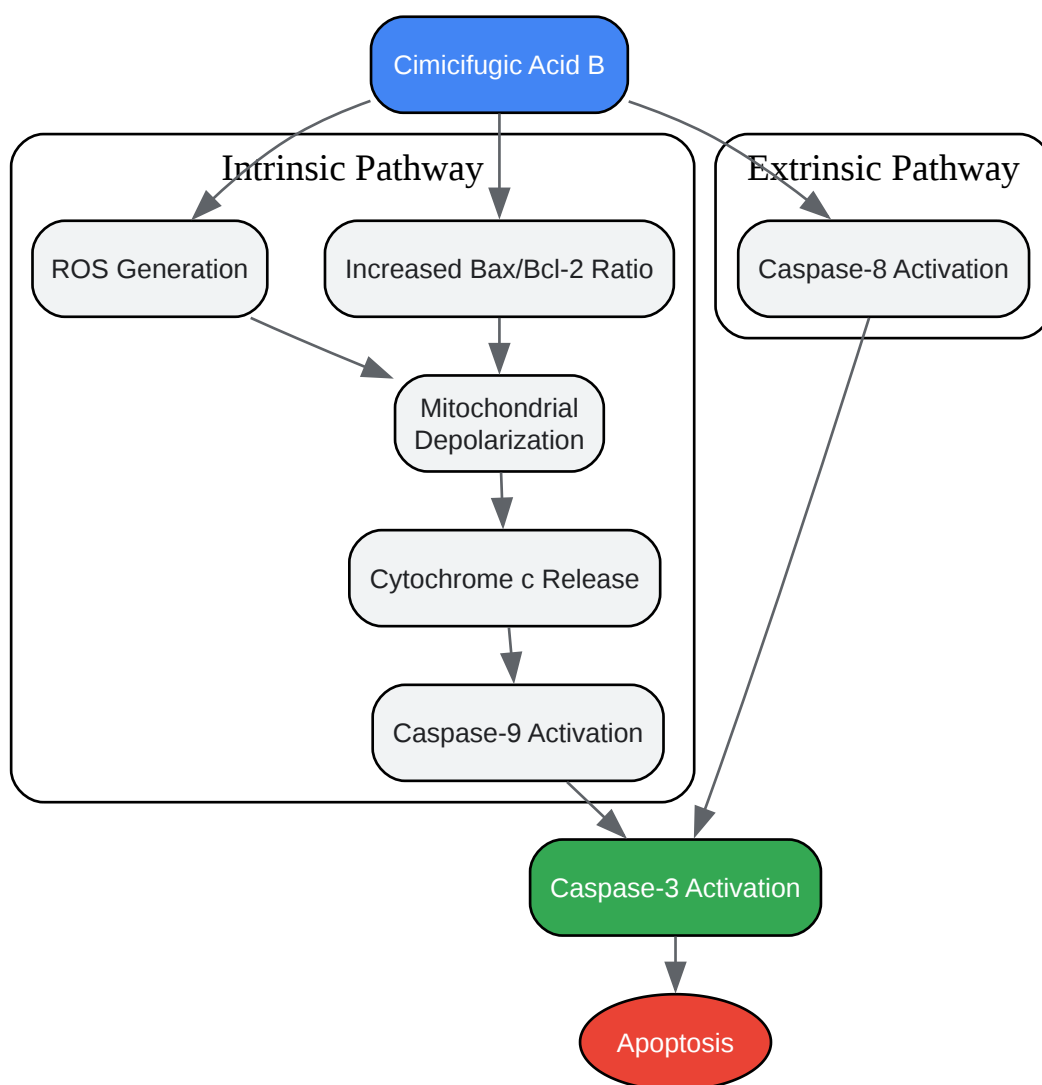 Cimicifugic Acid B
Intrinsic Pathway
Extrinsic Pathway
ROS Generation
Increased Bax/Bcl-2 Ratio
Caspase-8 Activation
Mitochondrial
Depolarization
Cytochrome c Release
Caspase-9 Activation
Caspase-3 Activation
Apoptosis